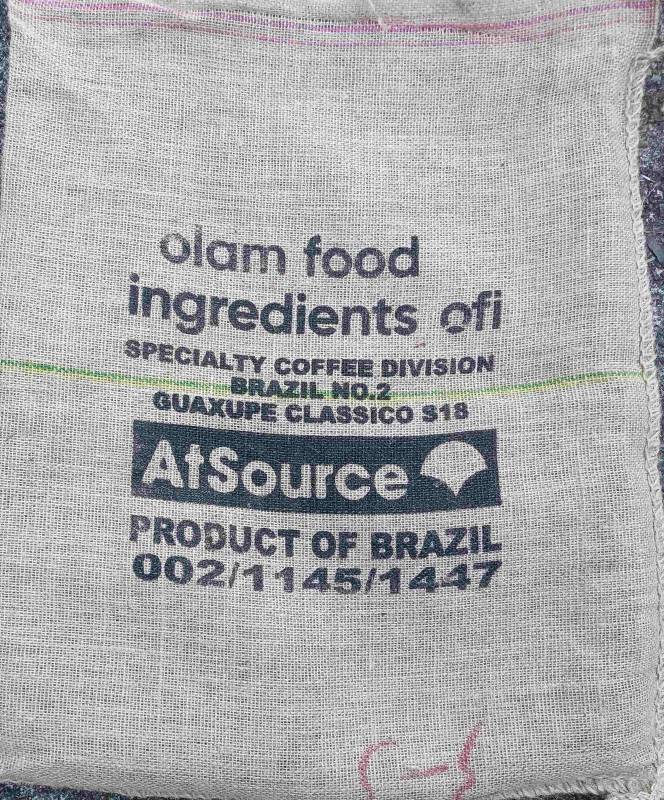 olam food
ingredients ofi
SPECIALTY COFFEE DIVISION
BRAZIL NO.2
GUAXUPE CLASSICO S18
AtSource
PRODUCT OF BRAZIL
002/1145/1447